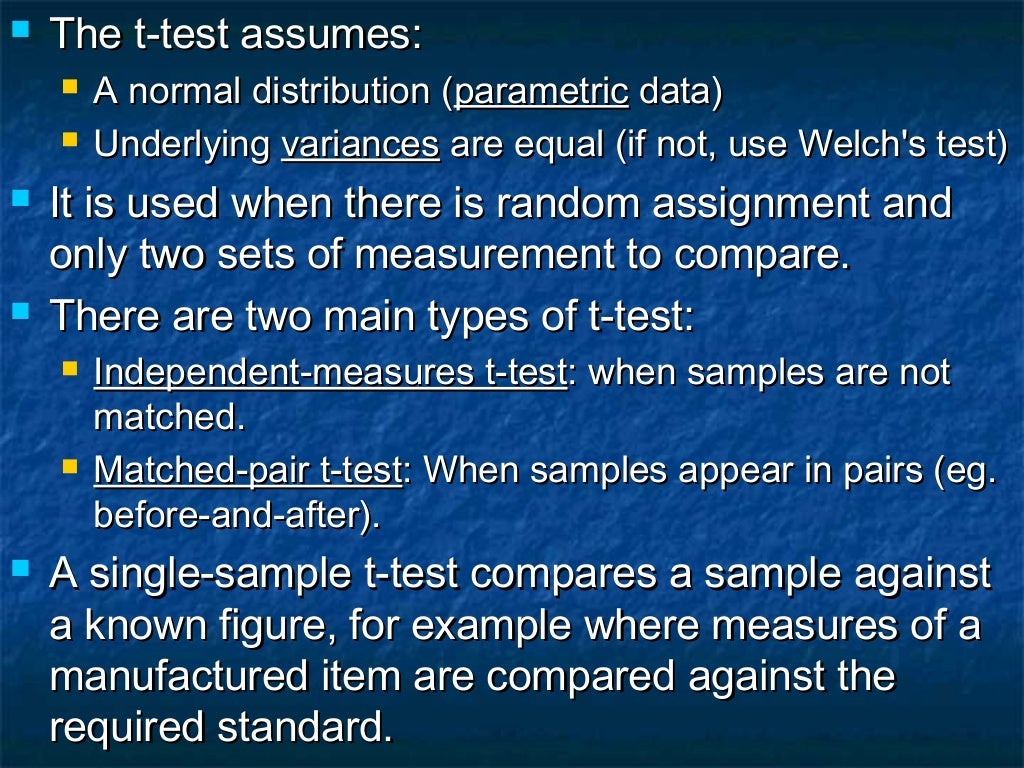 The t-test assumes:
A normal distribution (parametric data)
Underlying variances are equal (if not, use Welch's test)
It is used when there is random assignment and
only two sets of measurement to compare.
There are two main types of t-test:
Independent-measures t-test: when samples are not
matched.
Matched-pair t-test: When samples appear in pairs (eg.
before-and-after).
A single-sample t-test compares a sample against
a known figure, for example where measures of a
manufactured item are compared against the
required standard.